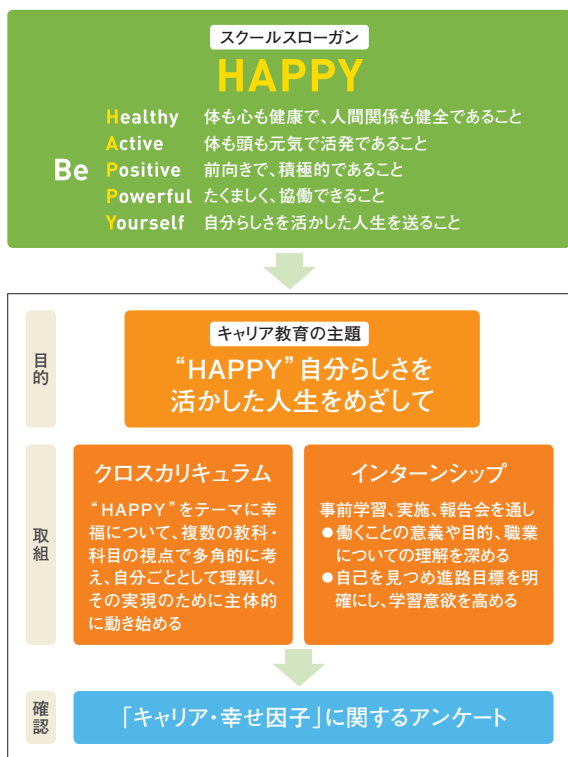 スクールスローガン
HAPPY
Be
Healthy 体も心も健康で、人間関係も健全であること
Active 体も頭も元気で活発であること
Positive 前向きで、積極的であること
Powerful たくましく、協働できること
Yourself 自分らしさを活かした人生を送ること
目的
キャリア教育の主題
“HAPPY”自分らしさを
活かした人生をめざして
取組
クロスカリキュラム
“HAPPY”をテーマに幸
福について、複数の教科・
科目の視点で多角的に考
え、自分ごととして理解し、
その実現のために主体的
に動き始める
インターンシップ
事前学習、実施、報告会を通し
●働くことの意義や目的、職業
についての理解を深める
●自己を見つめ進路目標を明
確にし、学習意欲を高める
確認
「キャリア・幸せ因子」に関するアンケート